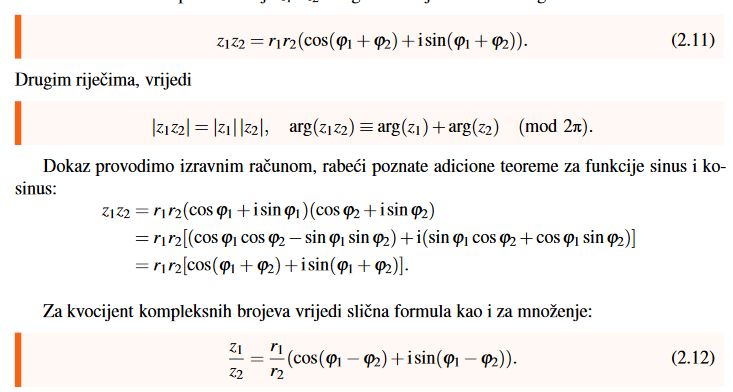 z₁z₂ = r₁r₂(cos(φ₁ + φ₂) + i sin(φ₁ + φ₂)). (2.11)
Drugim riječima, vrijedi
|z₁z₂| = |z₁| |z₂|, arg(z₁z₂) ≡ arg(z₁) + arg(z₂) (mod 2π).
Dokaz provodimo izravnim računom, rabeći poznate adicione teoreme za funkcije sinus i ko-
sinus:
z₁z₂ = r₁r₂(cos φ₁ + i sin φ₁)(cos φ₂ + i sin φ₂)
= r₁r₂[(cos φ₁ cos φ₂ − sin φ₁ sin φ₂) + i(sin φ₁ cos φ₂ + cos φ₁ sin φ₂)]
= r₁r₂[cos(φ₁ + φ₂) + i sin(φ₁ + φ₂)].
Za kvocijent kompleksnih brojeva vrijedi slična formula kao i za množenje:
z₁/z₂ = r₁/r₂ (cos(φ₁ − φ₂) + i sin(φ₁ − φ₂)). (2.12)